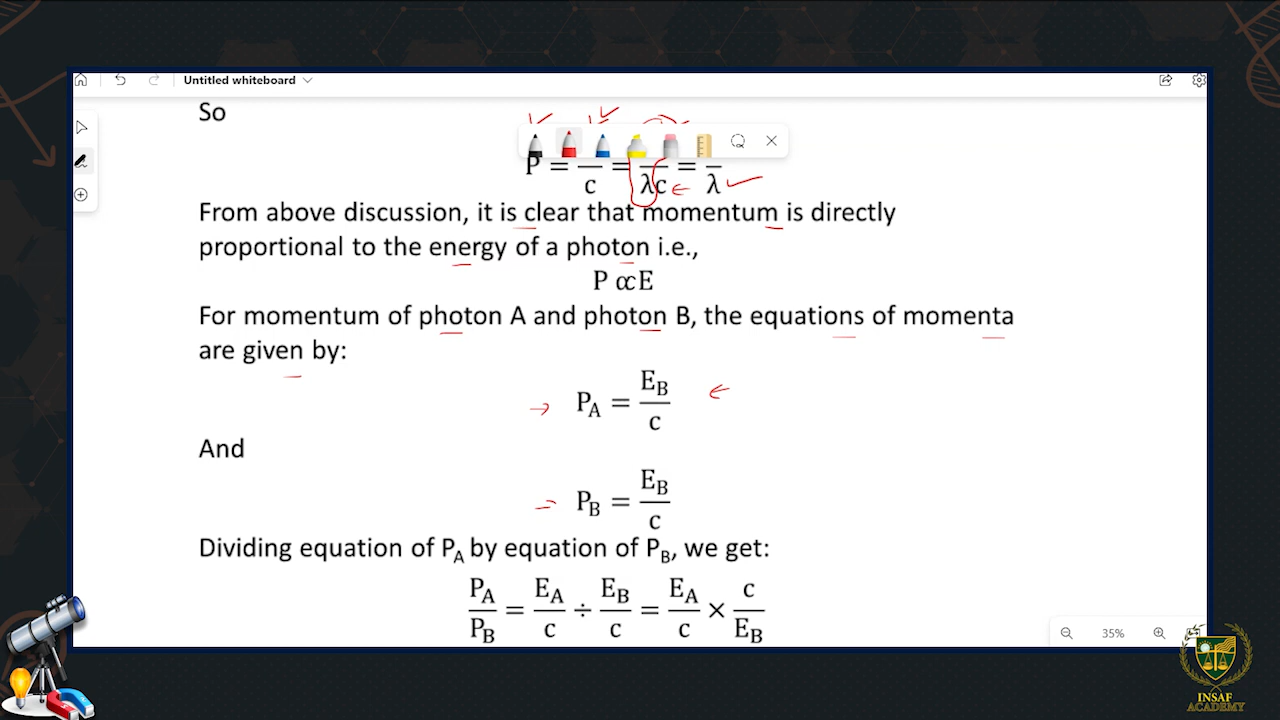 Untitled whiteboard
So
P = — = — = —
c λc λ
From above discussion, it is clear that momentum is directly
proportional to the energy of a photon i.e.,
P ∝E
For momentum of photon A and photon B, the equations of momenta
are given by:
P_A = E_B / c
And
P_B = E_B / c
Dividing equation of P_A by equation of P_B, we get:
P_A / P_B = E_A / c ÷ E_B / c = E_A / c × c / E_B
35%
INSAF
ACADEMY